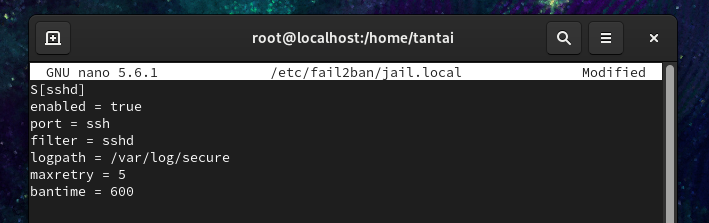 root@localhost:/home/tantai
GNU nano 5.6.1 /etc/fail2ban/jail.local Modified
S[sshd]
enabled = true
port = ssh
filter = sshd
logpath = /var/log/secure
maxretry = 5
bantime = 600